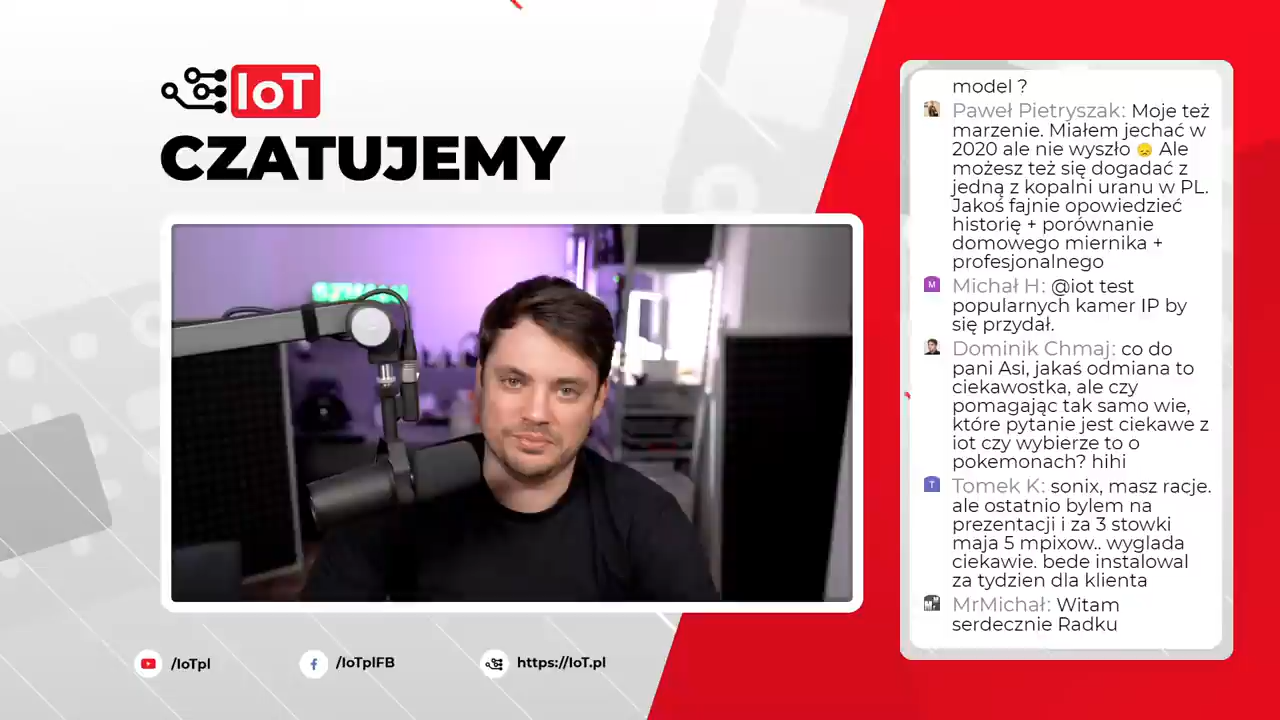 IoT
CZATUJEMY
model ?
Paweł Pietryszak: Moje też
marzenie. Miałem jechać w
2020 ale nie wyszło 😞 Ale
możesz też się dogadać z
jedną z kopalni uranu w PL.
Jakoś fajnie opowiedzieć
historię + porównanie
domowego miernika +
profesjonalnego
M
Michał H: @iot test
popularnych kamer IP by
się przydał.
Dominik Chmaj: co do
pani Asi, jakaś odmiana to
ciekawostka, ale czy
pomagając tak samo wie,
które pytanie jest ciekawe z
iot czy wybierze to o
pokemonach? hihi
T
Tomek K: sonix, masz racje.
ale ostatnio bylem na
prezentacji i za 3 stowki
maja 5 mpixow.. wyglada
ciekawie. bede instalowal
za tydzien dla klienta
MrMichał: Witam
serdecznie Radku
/IoTpl
/IoTplFB
https://IoT.pl